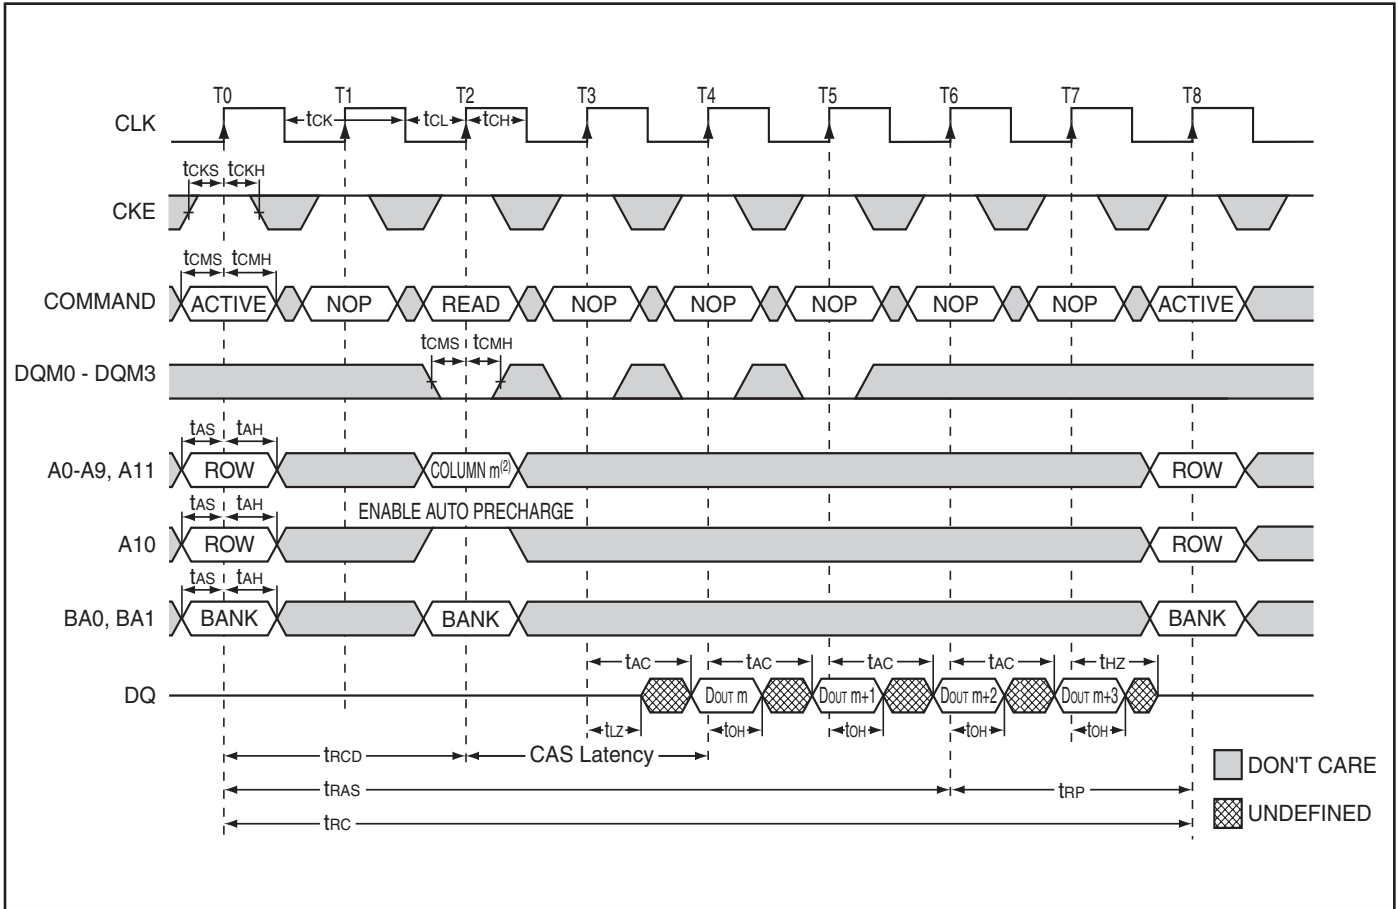 T0 T1 T2 T3 T4 T5 T6 T7 T8
CLK tCK tCL tCH
tCKS tCKH
CKE
tCMS tCMH
COMMAND ACTIVE NOP READ NOP NOP NOP NOP NOP ACTIVE
tCMS tCMH
DQM0 - DQM3
tAS tAH
A0-A9, A11 ROW COLUMN m(2) ROW
tAS tAH ENABLE AUTO PRECHARGE
A10 ROW ROW
tAS tAH
BA0, BA1 BANK BANK BANK
tAC tAC tAC tAC tHZ
DQ DOUT m DOUT m+1 DOUT m+2 DOUT m+3
tLZ tOH tOH tOH tOH
tRCD CAS Latency
DON'T CARE
tRAS tRP
UNDEFINED
tRC